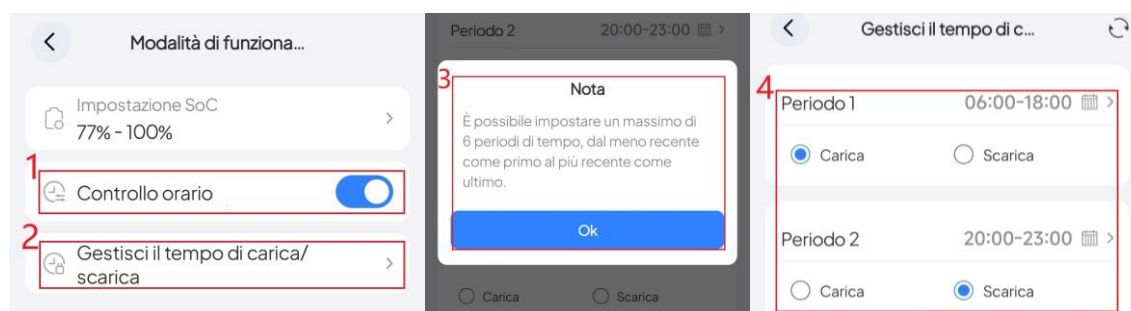 Modalità di funziona...
Impostazione SoC
77% - 100%
1
Controllo orario
2
Gestisci il tempo di carica/
scarica
Periodo 2 20:00-23:00
3
Nota
È possibile impostare un massimo di
6 periodi di tempo, dal meno recente
come primo al più recente come
ultimo.
Ok
Carica Scarica
Gestisci il tempo di c...
4
Periodo 1 06:00-18:00
Carica Scarica
Periodo 2 20:00-23:00
Carica Scarica